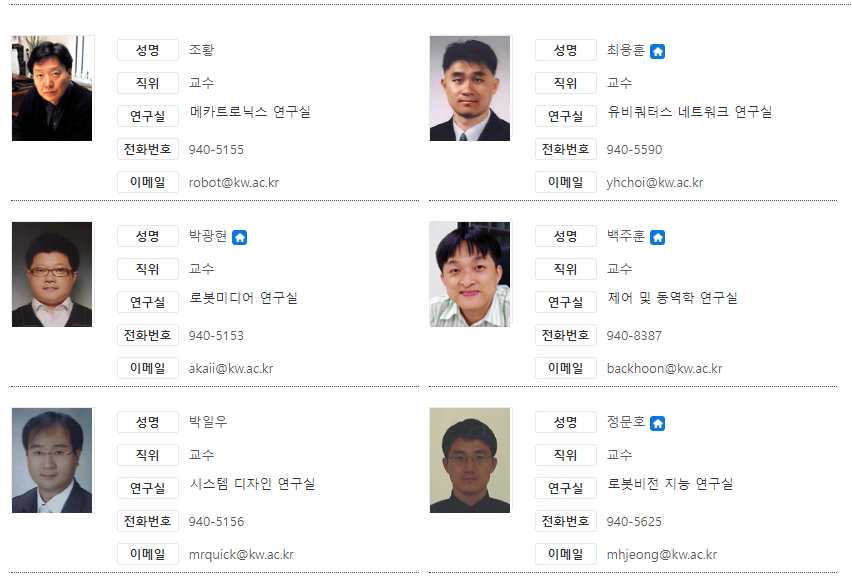 성명 조황
직위 교수
연구실 메카트로닉스 연구실
전화번호 940-5155
이메일 robot@kw.ac.kr
성명 최용훈
직위 교수
연구실 유비쿼터스 네트워크 연구실
전화번호 940-5590
이메일 yhchoi@kw.ac.kr
성명 박광현
직위 교수
연구실 로봇미디어 연구실
전화번호 940-5153
이메일 akaii@kw.ac.kr
성명 백주훈
직위 교수
연구실 제어 및 동역학 연구실
전화번호 940-8387
이메일 backhoon@kw.ac.kr
성명 박일우
직위 교수
연구실 시스템 디자인 연구실
전화번호 940-5156
이메일 mrquick@kw.ac.kr
성명 정문호
직위 교수
연구실 로봇비전 지능 연구실
전화번호 940-5625
이메일 mhjeong@kw.ac.kr